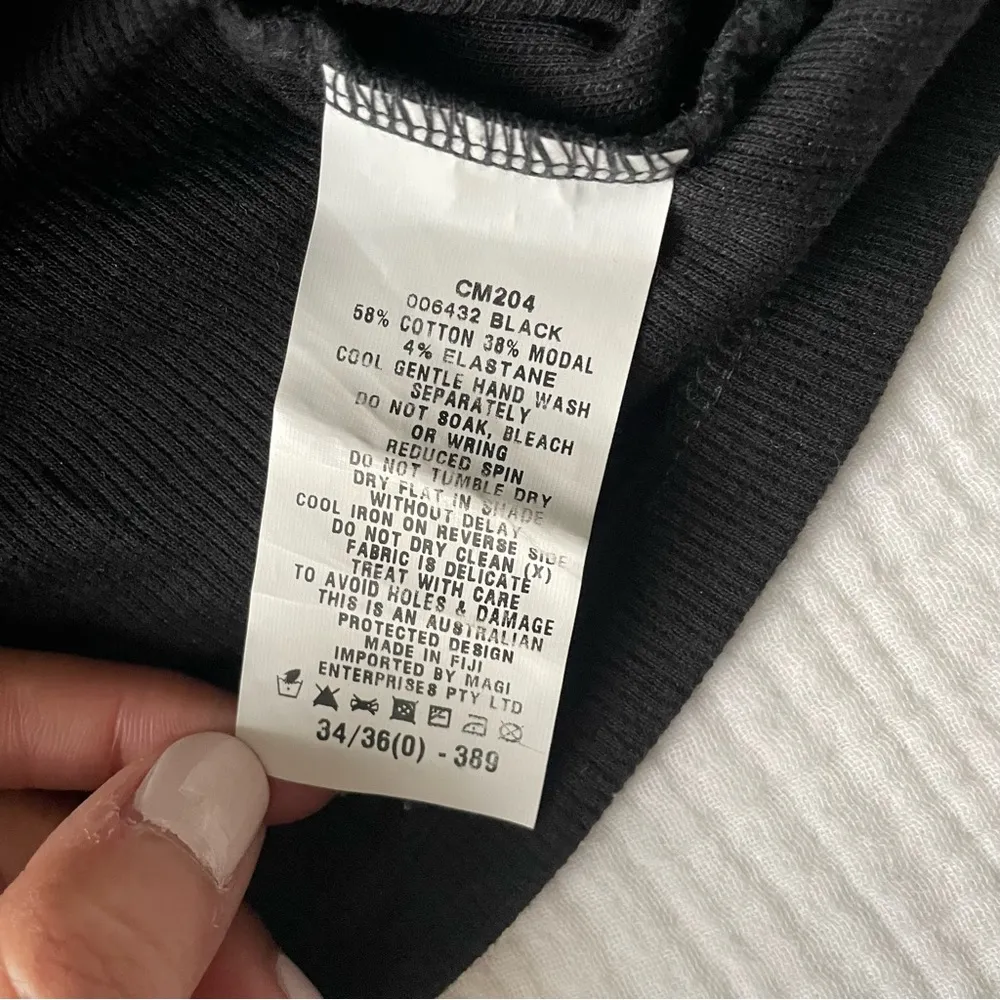 CM204
006432 BLACK
58% COTTON 38% MODAL
4% ELASTANE
COOL GENTLE HAND WASH
SEPARATELY
DO NOT SOAK, BLEACH
OR WRING
REDUCED SPIN
DO NOT TUMBLE DRY
DRY FLAT IN SHADE
WITHOUT DELAY
COOL IRON ON REVERSE SIDE
DO NOT DRY CLEAN (X)
FABRIC IS DELICATE
TREAT WITH CARE
TO AVOID HOLES & DAMAGE
THIS IS AN AUSTRALIAN
PROTECTED DESIGN
MADE IN FIJI
IMPORTED BY MAGI
ENTERPRISES PTY LTD
34/36(0) - 389